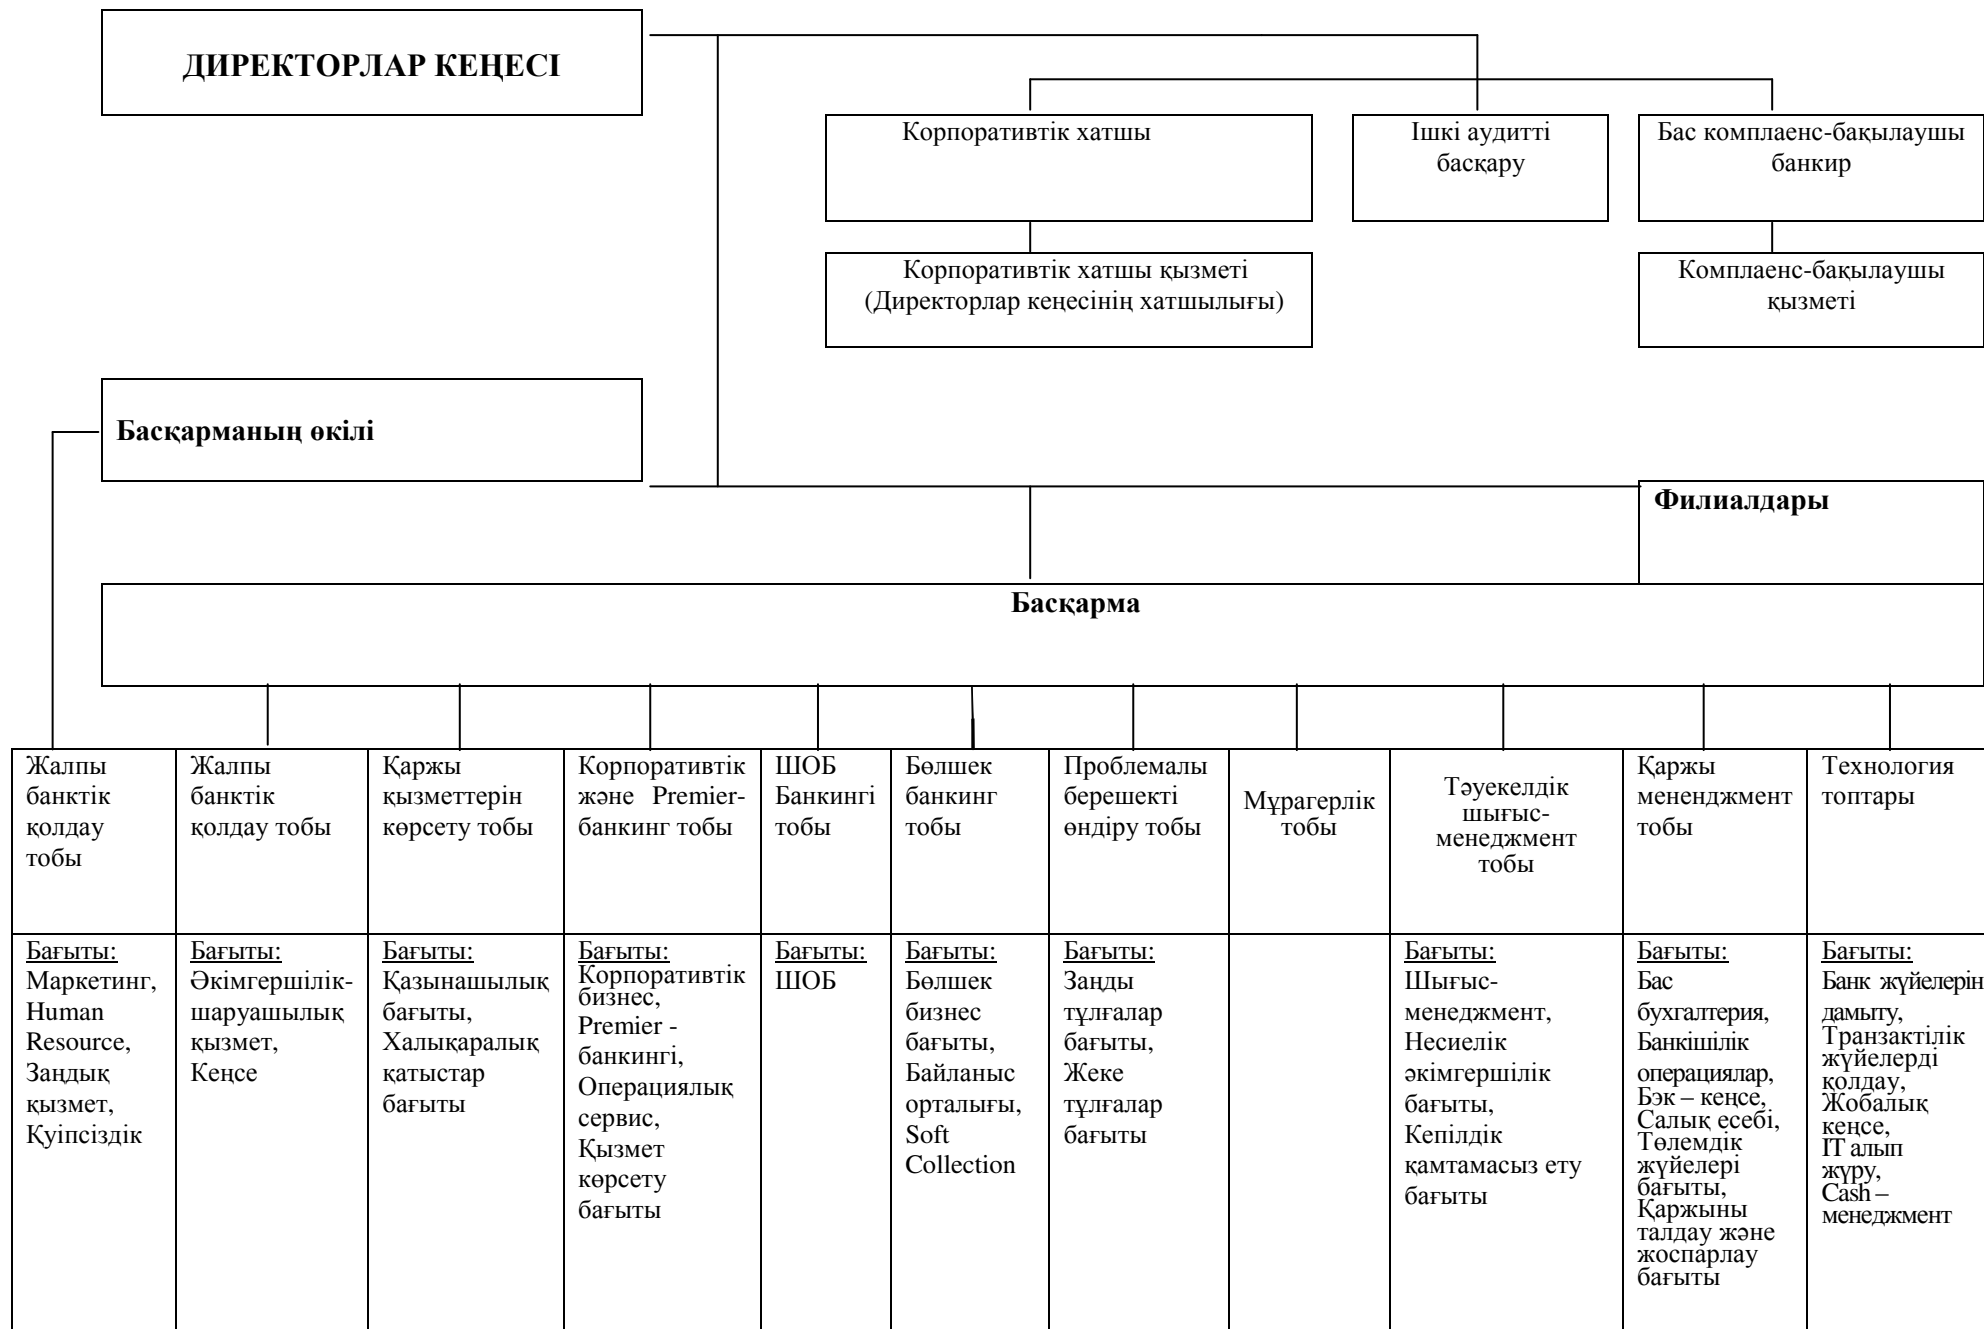 ДИРЕКТОРЛАР КЕҢЕСІ
Корпоративтік хатшы
Ішкі аудитті
басқару
Бас комплаенс-бақылаушы
банкир
Корпоративтік хатшы қызметі
(Директорлар кеңесінің хатшылығы)
Комплаенс-бақылаушы
қызметі
Басқарманың өкілі
Филиалдары
Басқарма
Жалпы
банктік
қолдау
тобы
Жалпы
банктік
қолдау тобы
Қаржы
қызметтерін
көрсету тобы
Корпоративтік
және Premier-
банкинг тобы
ШОБ
Банкингі
тобы
Бөлшек
банкинг
тобы
Проблемалы
берешекті
өндіру тобы
Мұрагерлік
тобы
Тәуекелдік
шығыс-
менеджмент
тобы
Қаржы
мененджмент
тобы
Технология
топтары
Бағыты:
Маркетинг,
Human
Resource,
Заңдық
қызмет,
Қуіпсіздік
Бағыты:
Әкімгершілік-
шаруашылық
қызмет,
Кеңсе
Бағыты:
Қазынашылық
бағыты,
Халықаралық
қатыстар
бағыты
Бағыты:
Корпоративтік
бизнес,
Premier -
банкингі,
Операциялық
сервис,
Қызмет
көрсету
бағыты
Бағыты:
ШОБ
Бағыты:
Бөлшек
бизнес
бағыты,
Байланыс
орталығы,
Soft
Collection
Бағыты:
Заңды
тұлғалар
бағыты,
Жеке
тұлғалар
бағыты
Бағыты:
Шығыс-
менеджмент,
Несиелік
әкімгершілік
бағыты,
Кепілдік
қамтамасыз ету
бағыты
Бағыты:
Бас
бухгалтерия,
Банкішілік
операциялар,
Бэк – кеңсе,
Салық есебі,
Төлемдік
жүйелері
бағыты,
Қаржыны
талдау және
жоспарлау
бағыты
Бағыты:
Банк жүйелерін
дамыту,
Транзактілік
жүйелерді
қолдау,
Жобалық
кеңсе,
IT алып
жүру,
Cash –
менеджмент